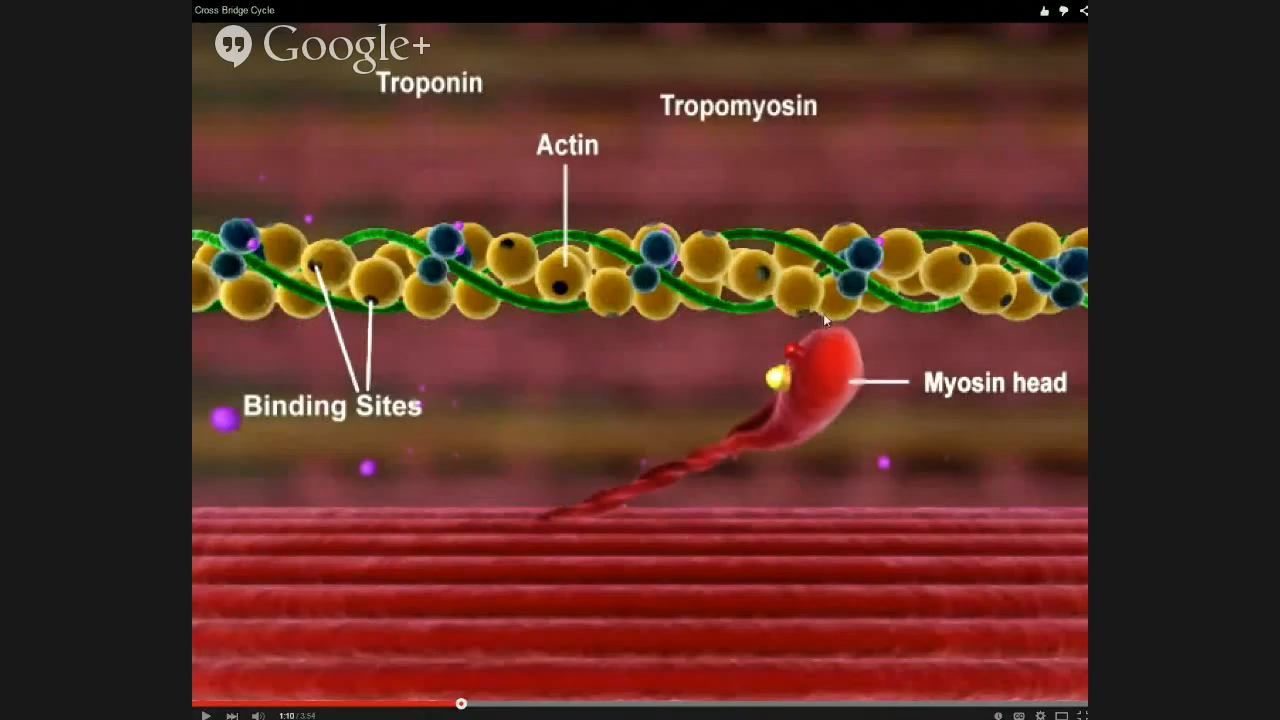 Cross Bridge Cycle
Google+
Troponin
Tropomyosin
Actin
Myosin head
Binding Sites
1:10 / 3:54